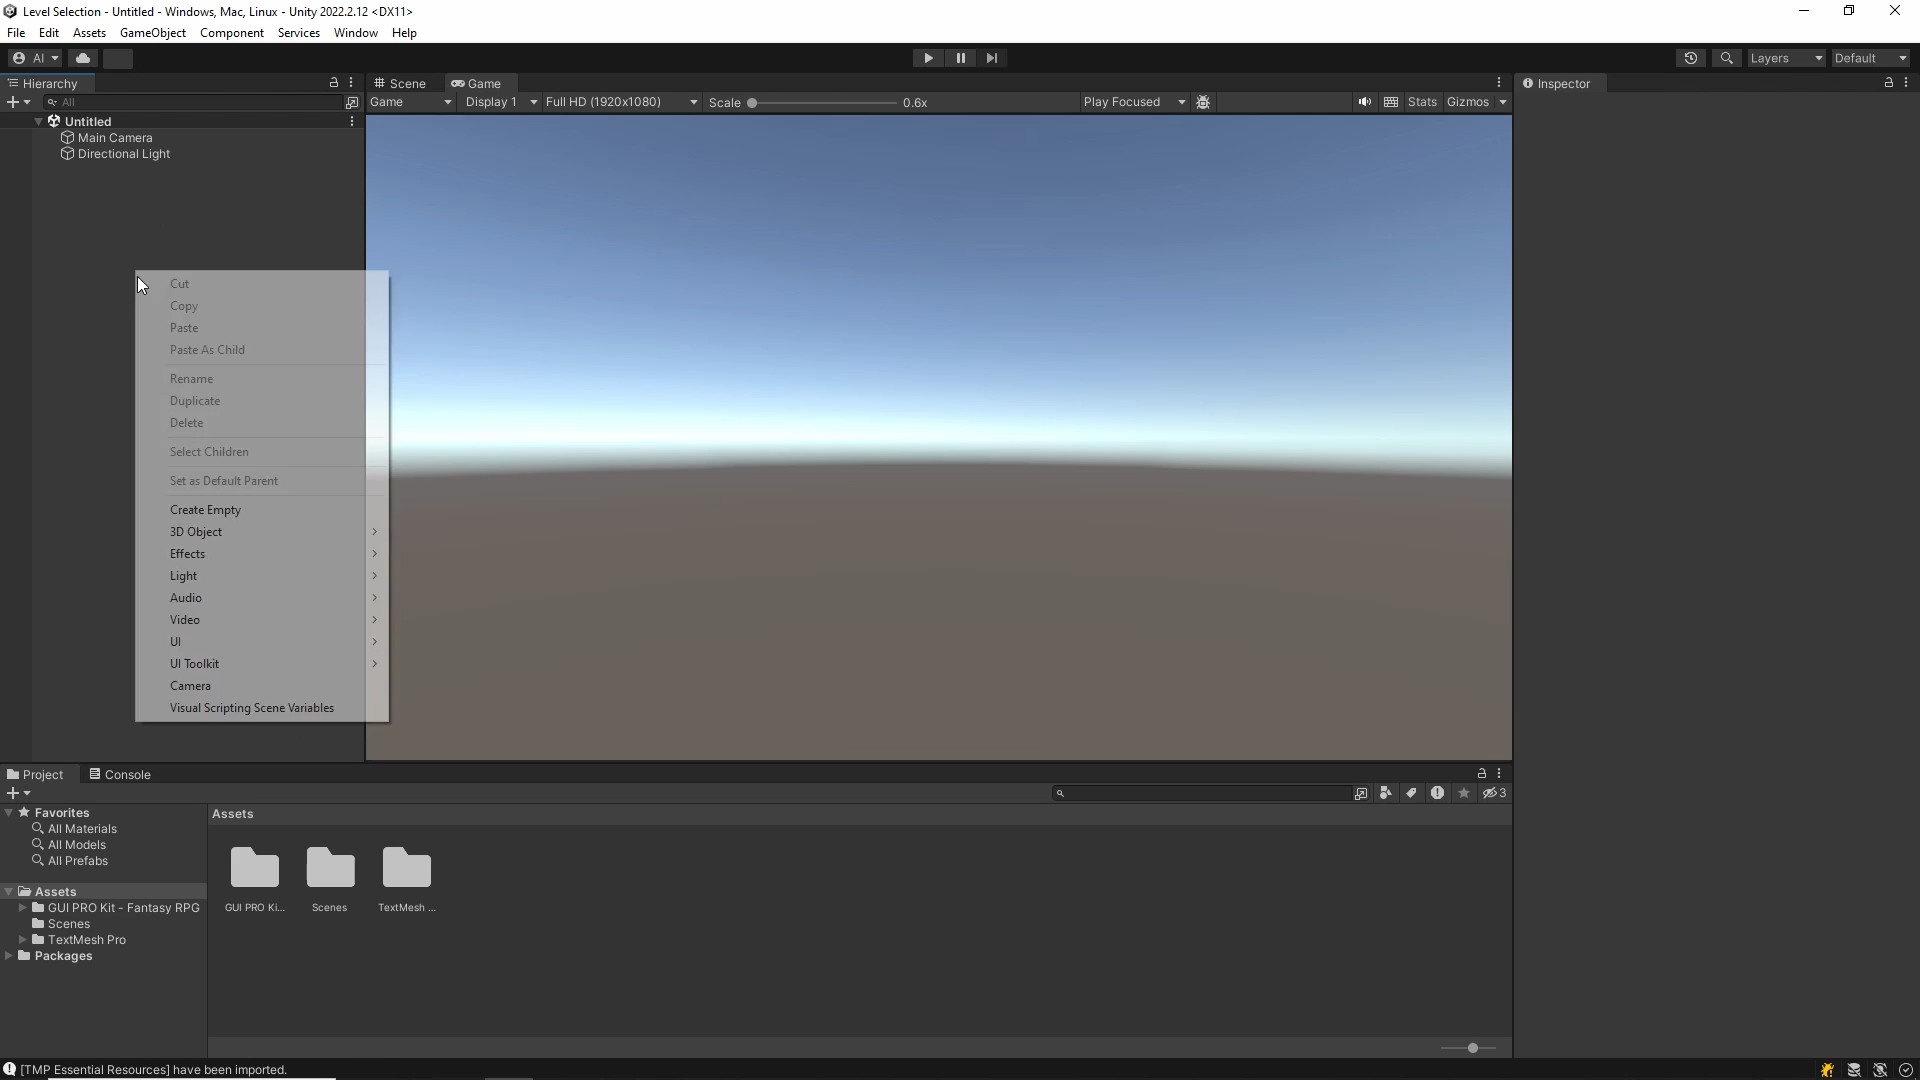 Level Selection - Untitled - Windows, Mac, Linux - Unity 2022.2.12 <DX11>
File Edit Assets GameObject Component Services Window Help
AI Layers Default
Hierarchy Scene Game Inspector
All Game Display 1 Full HD (1920x1080) Scale 0.6x Play Focused Stats Gizmos
Untitled
Main Camera
Directional Light
Cut
Copy
Paste
Paste As Child
Rename
Duplicate
Delete
Select Children
Set as Default Parent
Create Empty
3D Object
Effects
Light
Audio
Video
UI
UI Toolkit
Camera
Visual Scripting Scene Variables
Project Console
3
Favorites
All Materials
All Models
All Prefabs
Assets
GUI PRO Kit - Fantasy RPG
Scenes
TextMesh Pro
Packages
Assets
GUI PRO Ki... Scenes TextMesh ...
[TMP Essential Resources] have been imported.